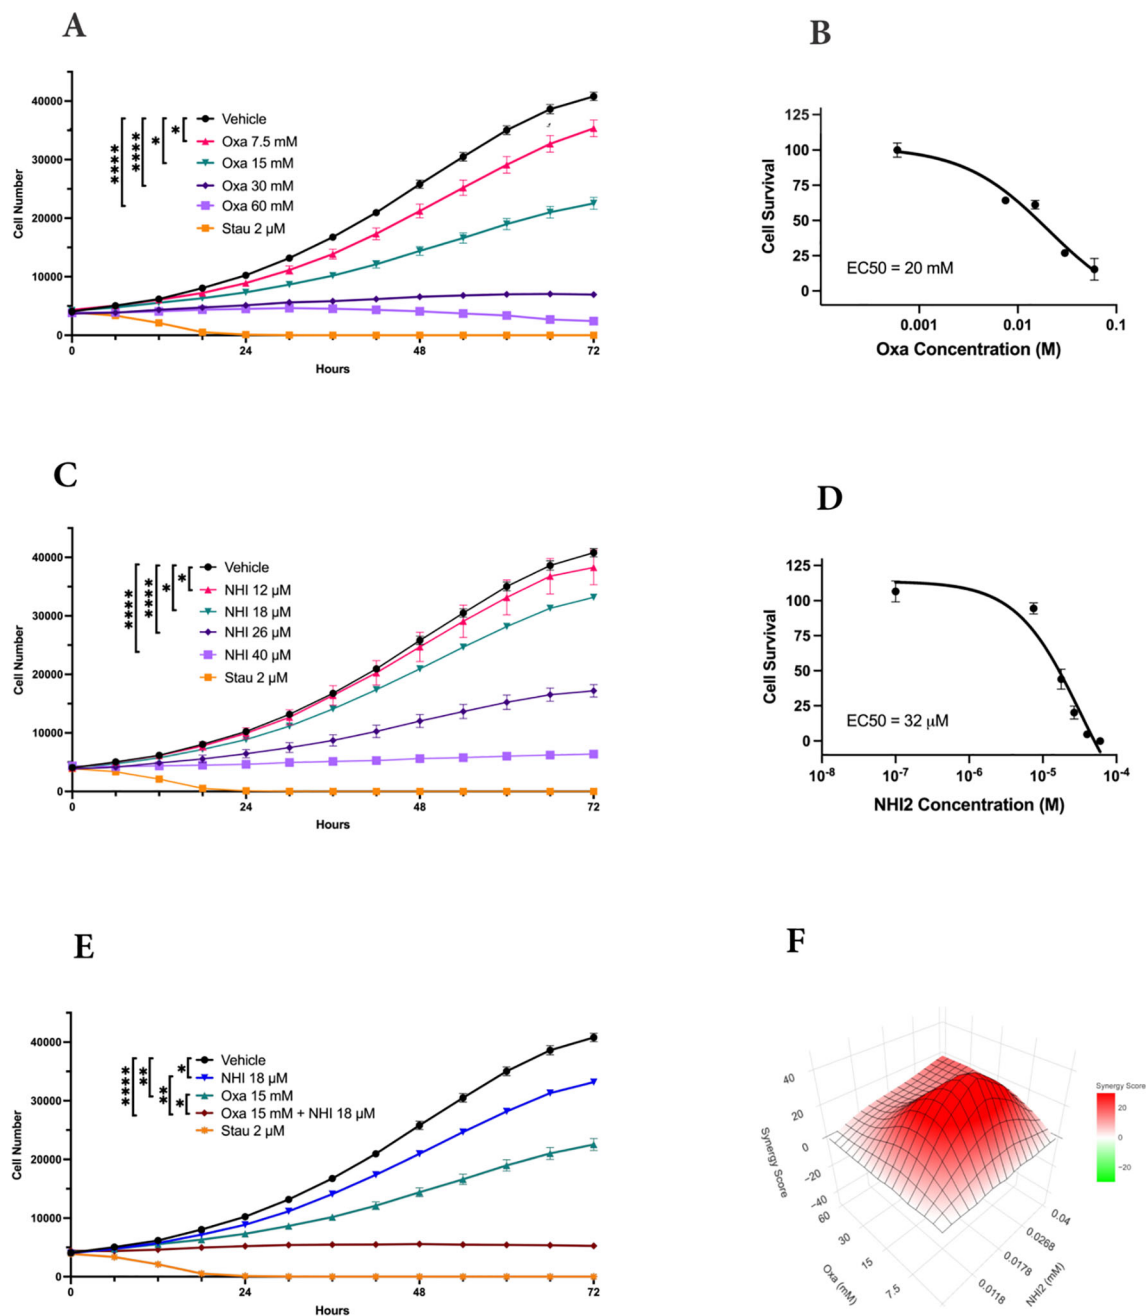 A
Cell Number
40000
30000
20000
10000
0
0
24
48
72
Hours
****
****
*
*
Vehicle
Oxa 7.5 mM
Oxa 15 mM
Oxa 30 mM
Oxa 60 mM
Stau 2 µM
B
Cell Survival
125
100
75
50
25
0
EC50 = 20 mM
0.001
0.01
0.1
Oxa Concentration (M)
C
Cell Number
40000
30000
20000
10000
0
0
24
48
72
Hours
****
****
*
*
Vehicle
NHI 12 µM
NHI 18 µM
NHI 26 µM
NHI 40 µM
Stau 2 µM
D
Cell Survival
125
100
75
50
25
0
EC50 = 32 µM
10⁻⁸
10⁻⁷
10⁻⁶
10⁻⁵
10⁻⁴
NHI2 Concentration (M)
E
Cell Number
40000
30000
20000
10000
0
0
24
48
72
Hours
****
**
**
*
*
Vehicle
NHI 18 µM
Oxa 15 mM
Oxa 15 mM + NHI 18 µM
Stau 2 µM
F
Synergy Score
40
20
0
−20
−40
60
30
15
7.5
Oxa (mM)
0.0118
0.0178
0.0268
0.04
NHI2 (mM)
Synergy Score
20
0
−20